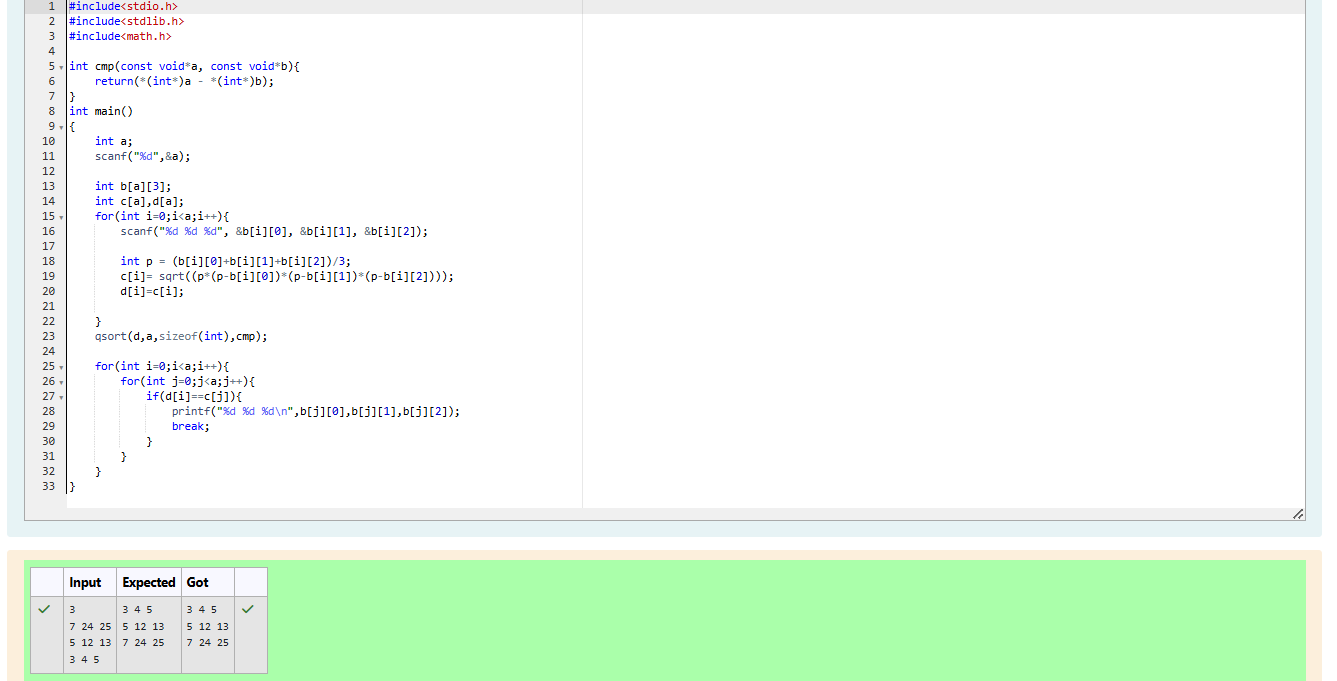 1 #include<stdio.h>
2 #include<stdlib.h>
3 #include<math.h>
4
5 int cmp(const void*a, const void*b){
6     return(*(int*)a - *(int*)b);
7 }
8 int main()
9 {
10     int a;
11     scanf("%d",&a);
12
13     int b[a][3];
14     int c[a],d[a];
15     for(int i=0;i<a;i++){
16         scanf("%d %d %d", &b[i][0], &b[i][1], &b[i][2]);
17
18         int p = (b[i][0]+b[i][1]+b[i][2])/3;
19         c[i]= sqrt((p*(p-b[i][0])*(p-b[i][1])*(p-b[i][2])));
20         d[i]=c[i];
21
22     }
23     qsort(d,a,sizeof(int),cmp);
24
25     for(int i=0;i<a;i++){
26         for(int j=0;j<a;j++){
27             if(d[i]==c[j]){
28                 printf("%d %d %d\n",b[j][0],b[j][1],b[j][2]);
29                 break;
30             }
31         }
32     }
33 }
Input Expected Got
3 3 4 5 3 4 5
7 24 25 5 12 13 5 12 13
5 12 13 7 24 25 7 24 25
3 4 5